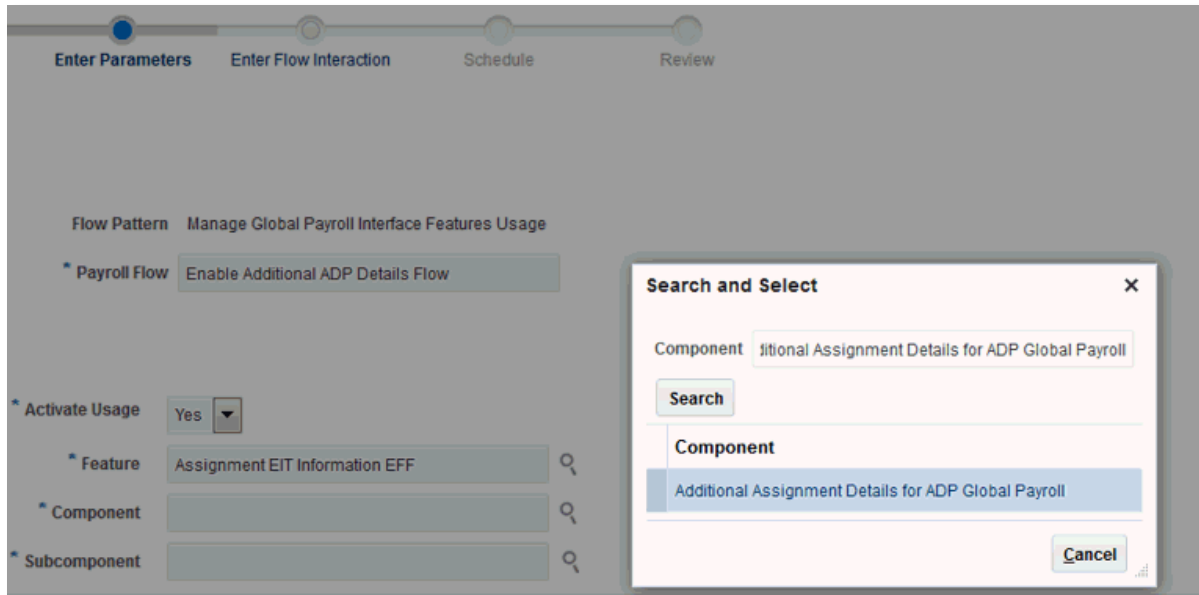 Enter Parameters Enter Flow Interaction Schedule Review
Flow Pattern Manage Global Payroll Interface Features Usage
* Payroll Flow Enable Additional ADP Details Flow
* Activate Usage Yes
* Feature Assignment EIT Information EFF
* Component
* Subcomponent
Search and Select
Component ditional Assignment Details for ADP Global Payroll
Search
Component
Additional Assignment Details for ADP Global Payroll
Cancel